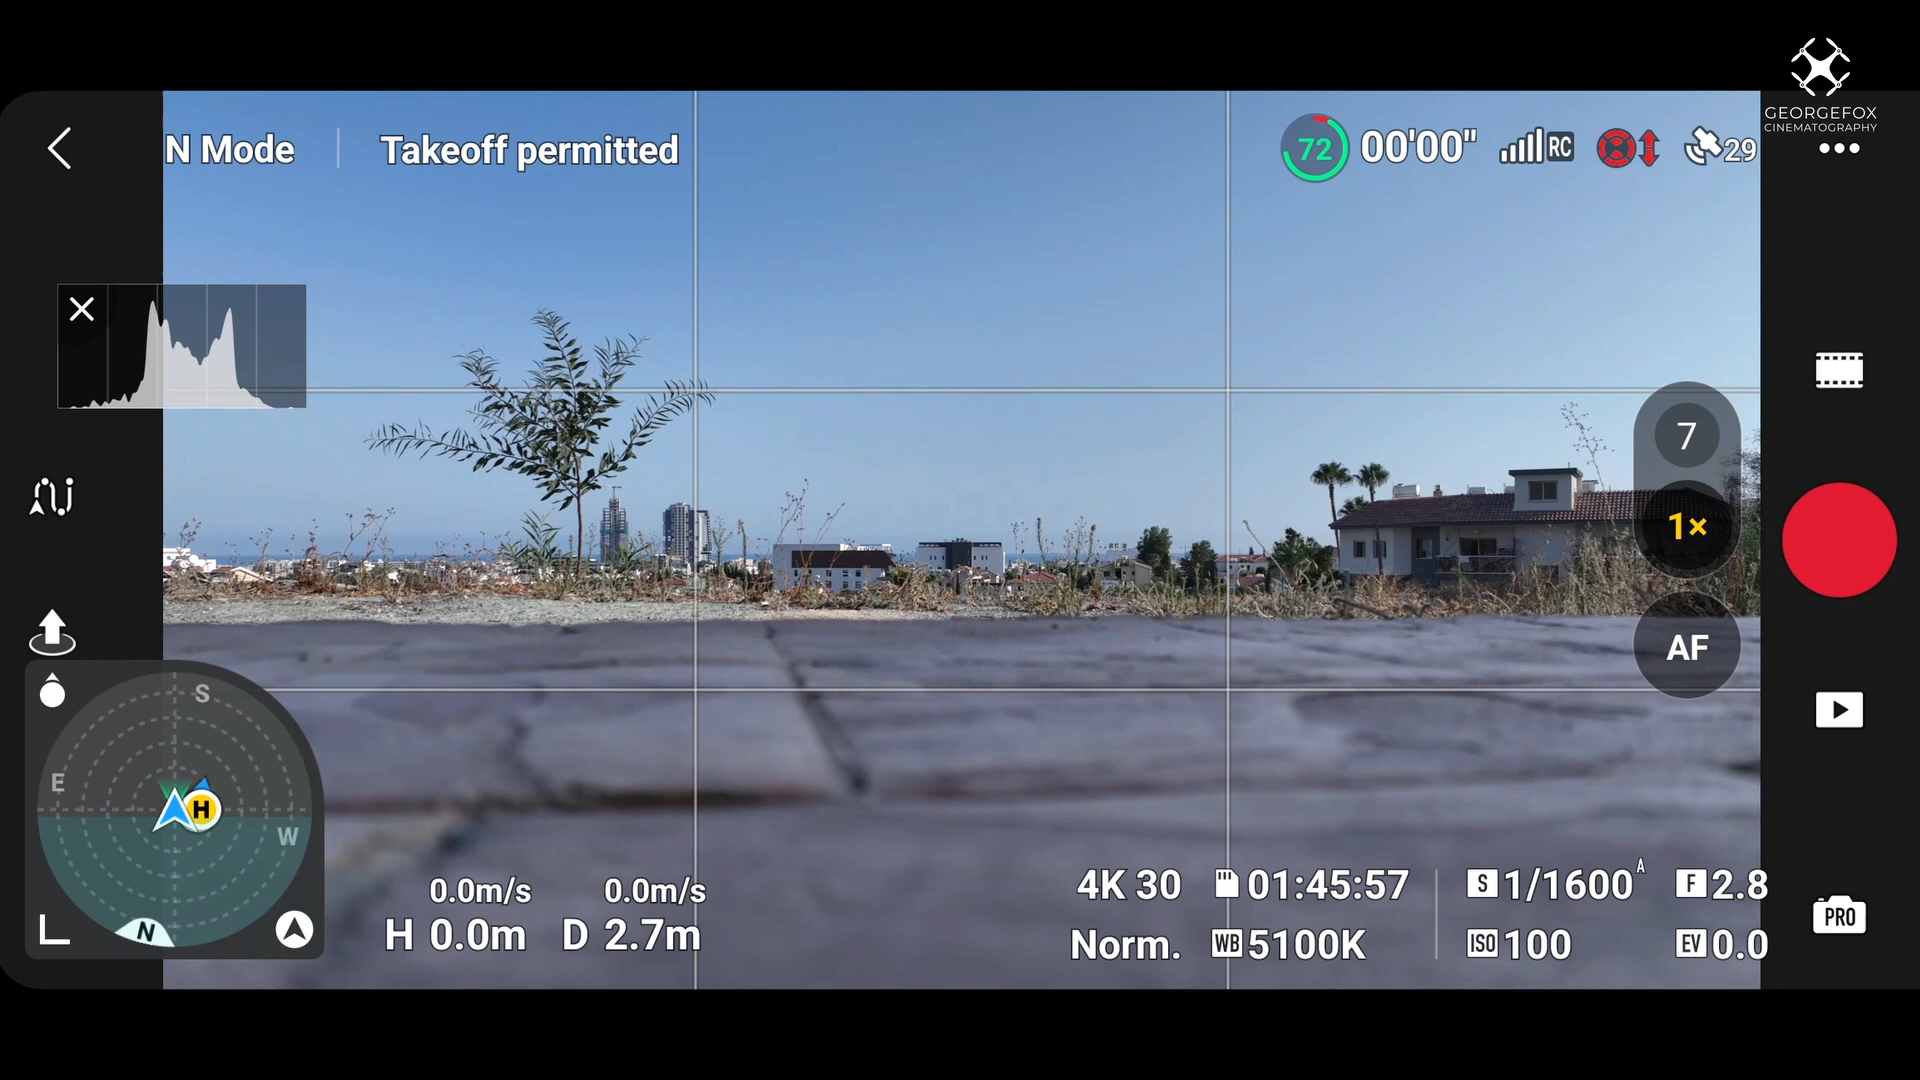 GEORGEFOX
CINEMATOGRAPHY
N Mode
Takeoff permitted
72
00'00"
RC
29
7
1×
AF
S
E
H
W
N
0.0m/s
0.0m/s
H 0.0m
D 2.7m
4K 30
01:45:57
S 1/1600 A
F 2.8
Norm.
WB 5100K
ISO 100
EV 0.0
PRO